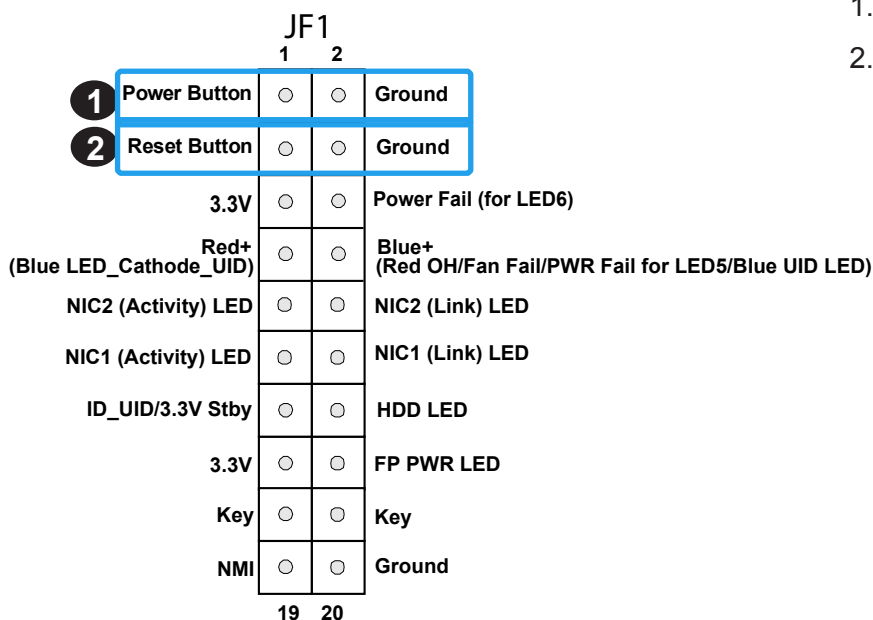 JF1
1 2
1.
2.
1 Power Button Ground
2 Reset Button Ground
3.3V Power Fail (for LED6)
Red+ Blue+
(Blue LED_Cathode_UID) (Red OH/Fan Fail/PWR Fail for LED5/Blue UID LED)
NIC2 (Activity) LED NIC2 (Link) LED
NIC1 (Activity) LED NIC1 (Link) LED
ID_UID/3.3V Stby HDD LED
3.3V FP PWR LED
Key Key
NMI Ground
19 20